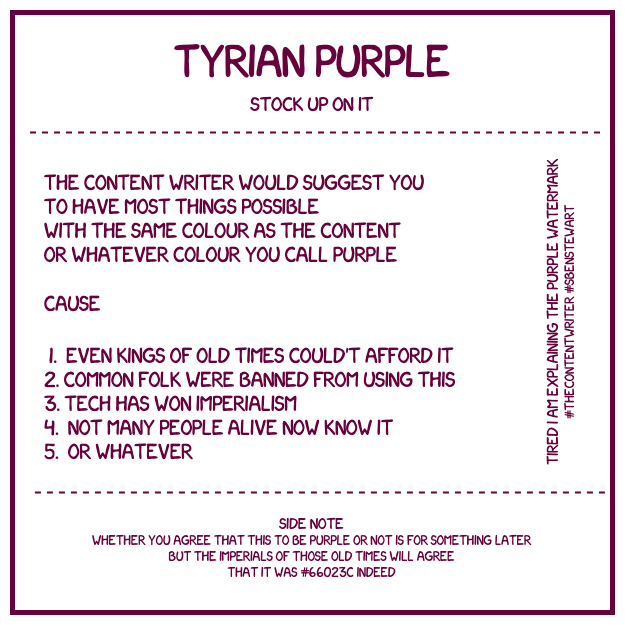 TYRIAN PURPLE
STOCK UP ON IT
THE CONTENT WRITER WOULD SUGGEST YOU
TO HAVE MOST THINGS POSSIBLE
WITH THE SAME COLOUR AS THE CONTENT
OR WHATEVER COLOUR YOU CALL PURPLE
CAUSE
1. EVEN KINGS OF OLD TIMES COULD'T AFFORD IT
2. COMMON FOLK WERE BANNED FROM USING THIS
3. TECH HAS WON IMPERIALISM
4. NOT MANY PEOPLE ALIVE NOW KNOW IT
5. OR WHATEVER
TIRED I AM EXPLAINING THE PURPLE WATERMARK
#THECONTENTWRITER #SBENSTEWART
SIDE NOTE
WHETHER YOU AGREE THAT THIS TO BE PURPLE OR NOT IS FOR SOMETHING LATER
BUT THE IMPERIALS OF THOSE OLD TIMES WILL AGREE
THAT IT WAS #66023C INDEED